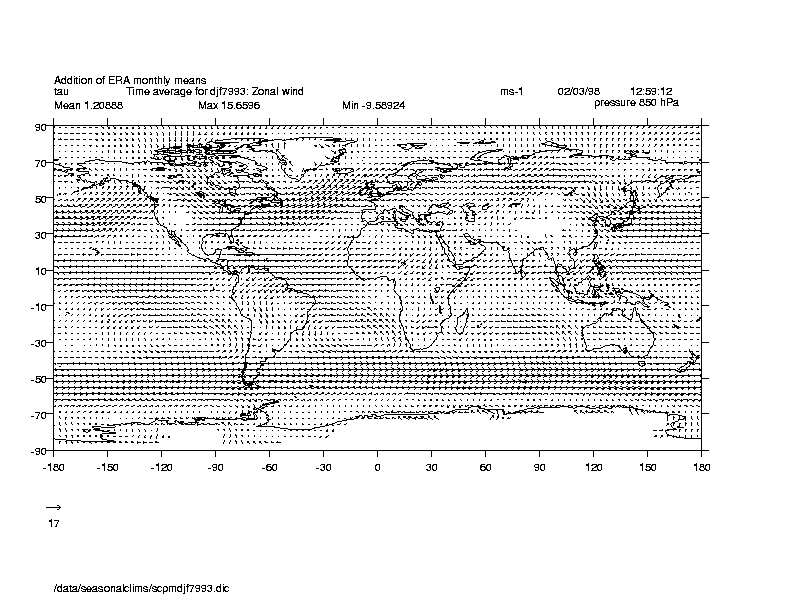 Addition of ERA monthly means
tau Time average for djf7993: Zonal wind ms-1 02/03/98 12:59:12
Mean 1.20888 Max 15.6596 Min -9.58924 pressure 850 hPa
90
70
50
30
10
-10
-30
-50
-70
-90
-180 -150 -120 -90 -60 -30 0 30 60 90 120 150 180
17
/data/seasonalclims/scpmdjf7993.dic